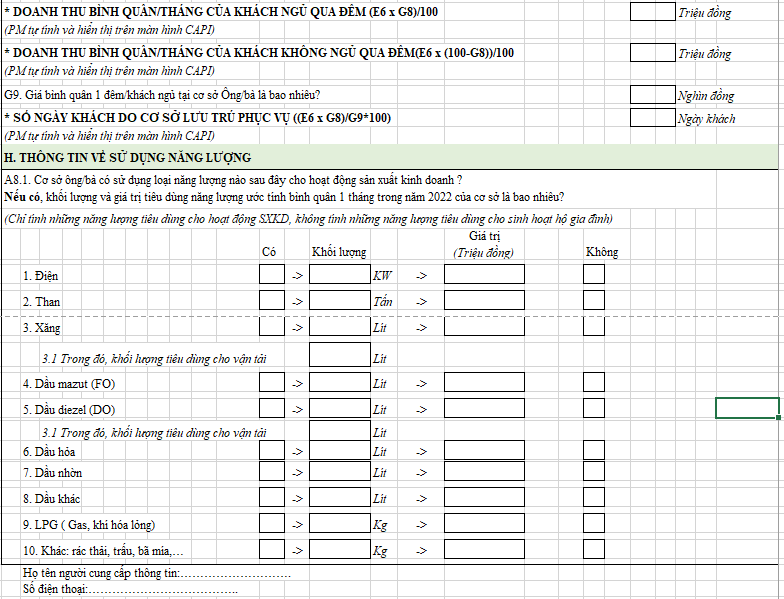 * DOANH THU BÌNH QUÂN/THÁNG CỦA KHÁCH NGỦ QUA ĐÊM (E6 x G8)/100 Triệu đồng
(PM tự tính và hiển thị trên màn hình CAPI)
* DOANH THU BÌNH QUÂN/THÁNG CỦA KHÁCH KHÔNG NGỦ QUA ĐÊM(E6 x (100-G8))/100 Triệu đồng
(PM tự tính và hiển thị trên màn hình CAPI)
G9. Giá bình quân 1 đêm/khách ngủ tại cơ sở Ông/bà là bao nhiêu? Nghìn đồng
* SỐ NGÀY KHÁCH DO CƠ SỞ LƯU TRÚ PHỤC VỤ ((E6 x G8)/G9*100) Ngày khách
(PM tự tính và hiển thị trên màn hình CAPI)
H. THÔNG TIN VỀ SỬ DỤNG NĂNG LƯỢNG
A8.1. Cơ sở ông/bà có sử dụng loại năng lượng nào sau đây cho hoạt động sản xuất kinh doanh ?
Nếu có, khối lượng và giá trị tiêu dùng năng lượng ước tính bình quân 1 tháng trong năm 2022 của cơ sở là bao nhiêu?
(Chỉ tính những năng lượng tiêu dùng cho hoạt động SXKD, không tính những năng lượng tiêu dùng cho sinh hoạt hộ gia đình)
Giá trị
Có Khối lượng (Triệu đồng) Không
1. Điện -> KW ->
2. Than -> Tấn ->
3. Xăng -> Lít ->
3.1 Trong đó, khối lượng tiêu dùng cho vận tải Lít
4. Dầu mazut (FO) -> Lít ->
5. Dầu diezel (DO) -> Lít ->
3.1 Trong đó, khối lượng tiêu dùng cho vận tải Lít
6. Dầu hỏa -> Lít ->
7. Dầu nhờn -> Lít ->
8. Dầu khác -> Lít ->
9. LPG ( Gas, khí hóa lỏng) -> Kg ->
10. Khác: rác thải, trấu, bã mía,… -> Kg ->
Họ tên người cung cấp thông tin:………………………..
Số điện thoại:………………………………..